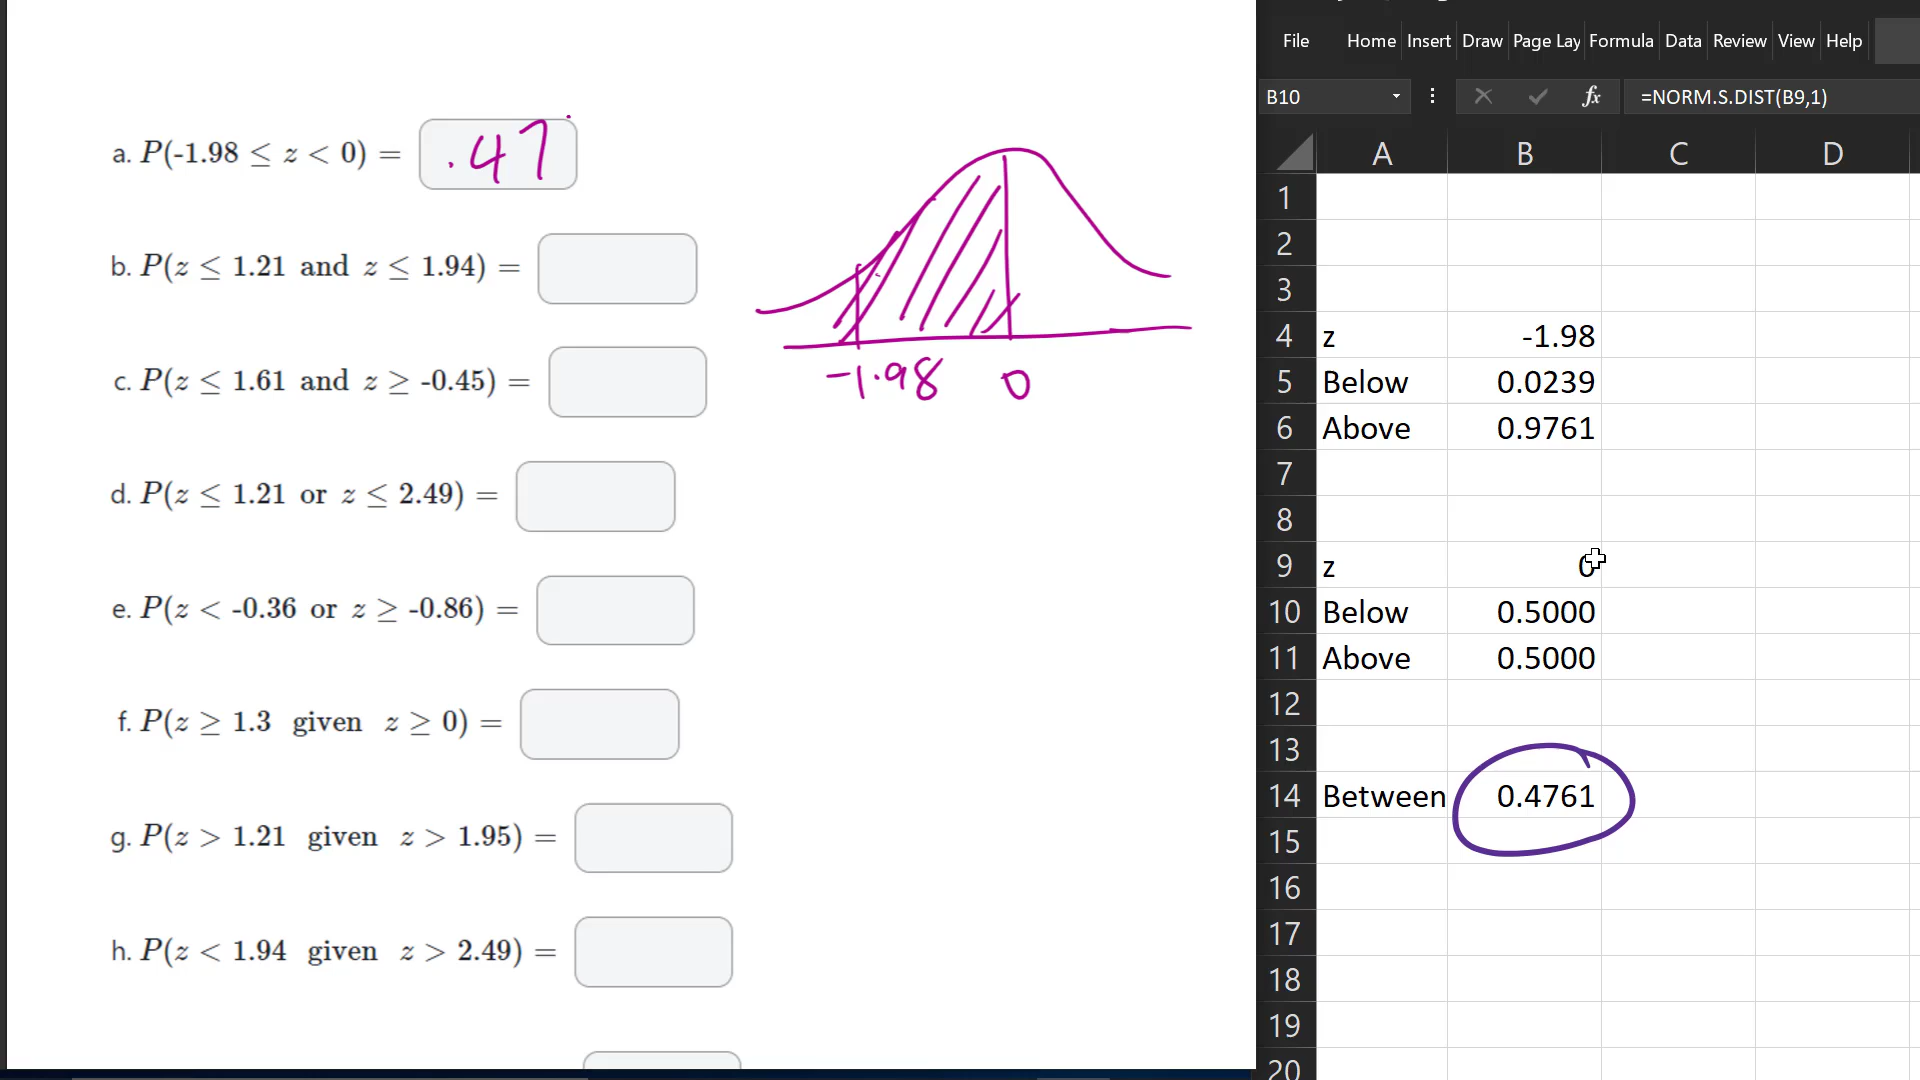 a. P(-1.98 ≤ z < 0) = .47
b. P(z ≤ 1.21 and z ≤ 1.94) =
c. P(z ≤ 1.61 and z ≥ -0.45) =
d. P(z ≤ 1.21 or z ≤ 2.49) =
e. P(z < -0.36 or z ≥ -0.86) =
f. P(z ≥ 1.3 given z ≥ 0) =
g. P(z > 1.21 given z > 1.95) =
h. P(z < 1.94 given z > 2.49) =
-1.98 0
File Home Insert Draw Page Lay Formula Data Review View Help
B10 fx =NORM.S.DIST(B9,1)
A B C D
1
2
3
4 z -1.98
5 Below 0.0239
6 Above 0.9761
7
8
9 z 0
10 Below 0.5000
11 Above 0.5000
12
13
14 Between 0.4761
15
16
17
18
19
20